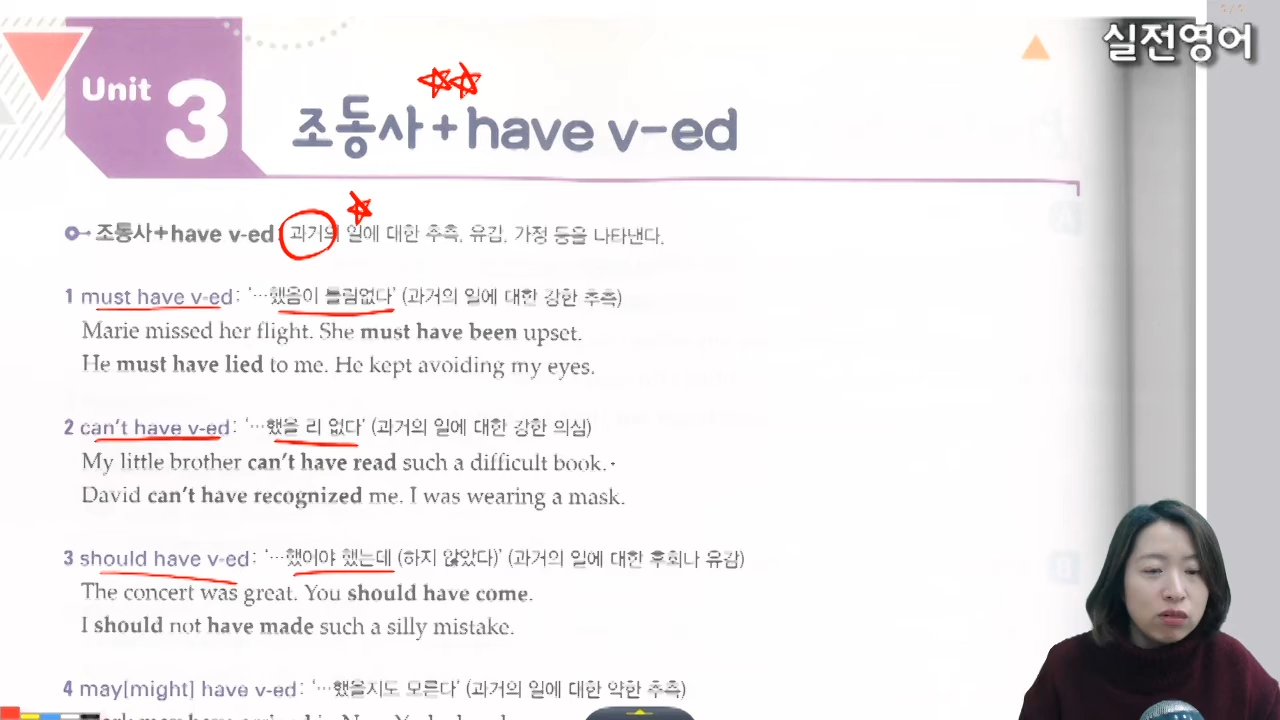 실전영어
Unit 3
조동사+have v-ed
조동사+have v-ed: 과거의 일에 대한 추측, 유감, 가정 등을 나타낸다.
1 must have v-ed: ‘…했음이 틀림없다’ (과거의 일에 대한 강한 추측)
Marie missed her flight. She must have been upset.
He must have lied to me. He kept avoiding my eyes.
2 can’t have v-ed: ‘…했을 리 없다’ (과거의 일에 대한 강한 의심)
My little brother can’t have read such a difficult book.
David can’t have recognized me. I was wearing a mask.
3 should have v-ed: ‘…했어야 했는데 (하지 않았다)’ (과거의 일에 대한 후회나 유감)
The concert was great. You should have come.
I should not have made such a silly mistake.
4 may[might] have v-ed: ‘…했을지도 모른다’ (과거의 일에 대한 약한 추측)